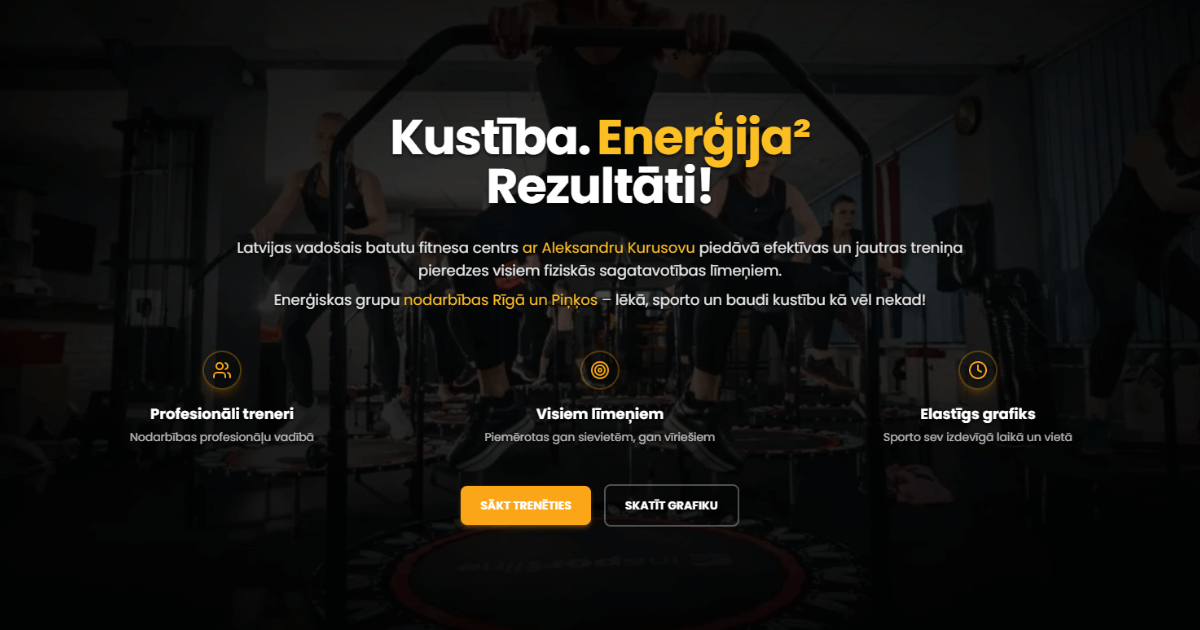 Kustība. Enerģija²
Rezultāti!
Latvijas vadošais batutu fitnesa centrs ar Aleksandru Kurusovu piedāvā efektīvas un jautras treniņa
pieredzes visiem fiziskās sagatavotības līmeņiem.
Enerģiskas grupu nodarbības Rīgā un Piņķos – lēkā, sporto un baudi kustību kā vēl nekad!
Profesionāli treneri
Nodarbības profesionāļu vadībā
Visiem līmeņiem
Piemērotas gan sievietēm, gan vīriešiem
Elastīgs grafiks
Sporto sev izdevīgā laikā un vietā
SĀKT TRENĒTIES
SKATĪT GRAFIKU
insportline